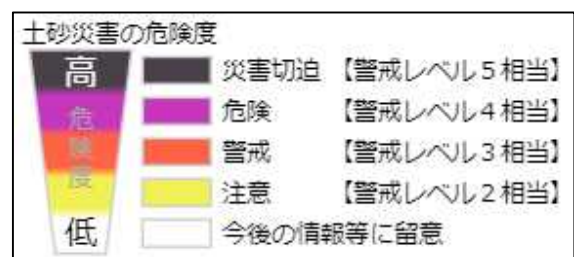 土砂災害の危険度
高
危険度
低
災害切迫 【警戒レベル5相当】
危険 【警戒レベル4相当】
警戒 【警戒レベル3相当】
注意 【警戒レベル2相当】
今後の情報等に留意